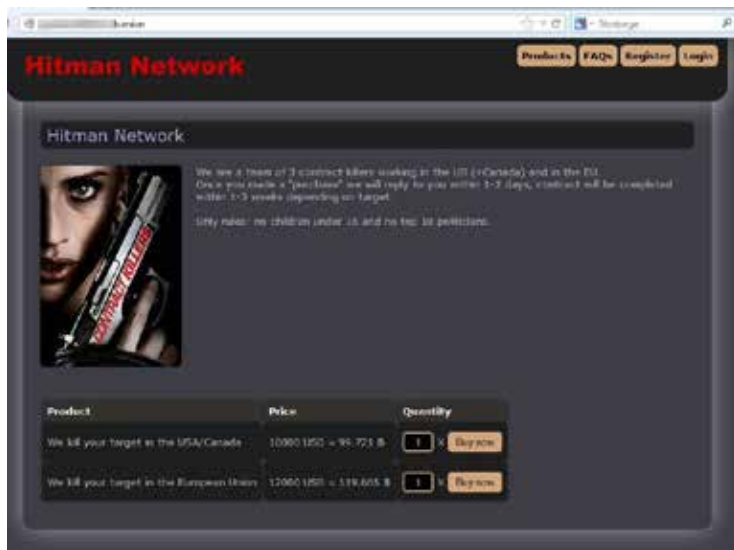 Products FAQs Register Login
Hitman Network
Hitman Network
We are a team of 3 contract killers working in the US (+Canada) and in the EU.
Once you made a "purchase" we will reply to you within 1-2 days, contract will be completed
within 1-3 weeks depending on target.
Only rules: no children under 16 and no top 10 politicians.
CONTRACT KILLERS
Product Price Quantity
We kill your target in the USA/Canada 10000 USD = 99.721 B 1 X Buy now
We kill your target in the European Union 12000 USD = 1 X Buy now